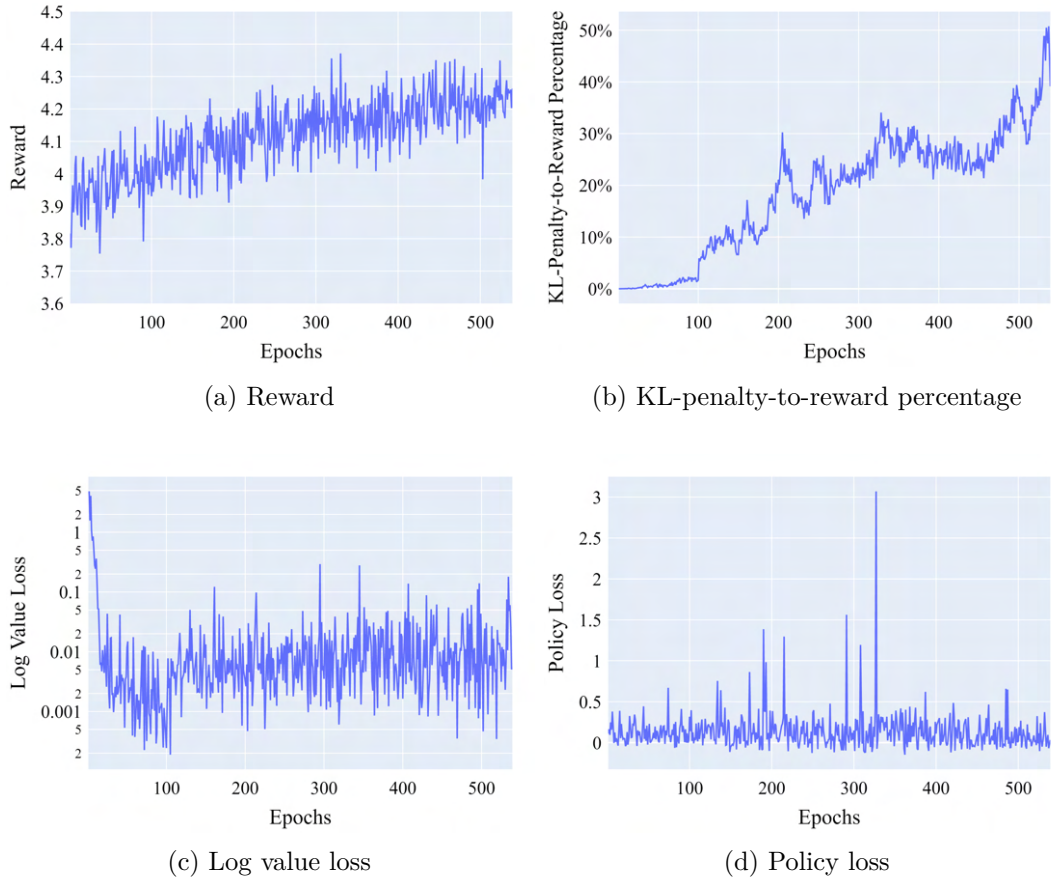 4.5
4.4
4.3
4.2
4.1
4
3.9
3.8
3.7
3.6
Reward
100 200 300 400 500
Epochs
(a) Reward
50%
40%
30%
20%
10%
0%
KL-Penalty-to-Reward Percentage
100 200 300 400 500
Epochs
(b) KL-penalty-to-reward percentage
5
2
1
5
2
0.1
5
2
0.01
5
2
0.001
5
2
Log Value Loss
100 200 300 400 500
Epochs
(c) Log value loss
3
2.5
2
1.5
1
0.5
0
Policy Loss
100 200 300 400 500
Epochs
(d) Policy loss